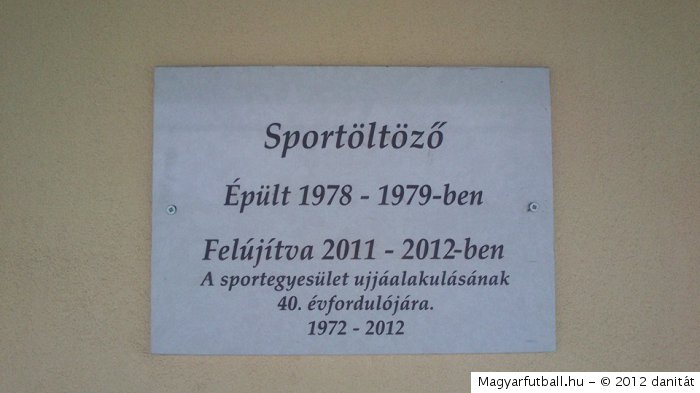 Sportöltöző
Épült 1978 - 1979-ben
Felújítva 2011 - 2012-ben
A sportegyesület ujjáalakulásának
40. évfordulójára.
1972 - 2012
Magyarfutball.hu - © 2012 danitát